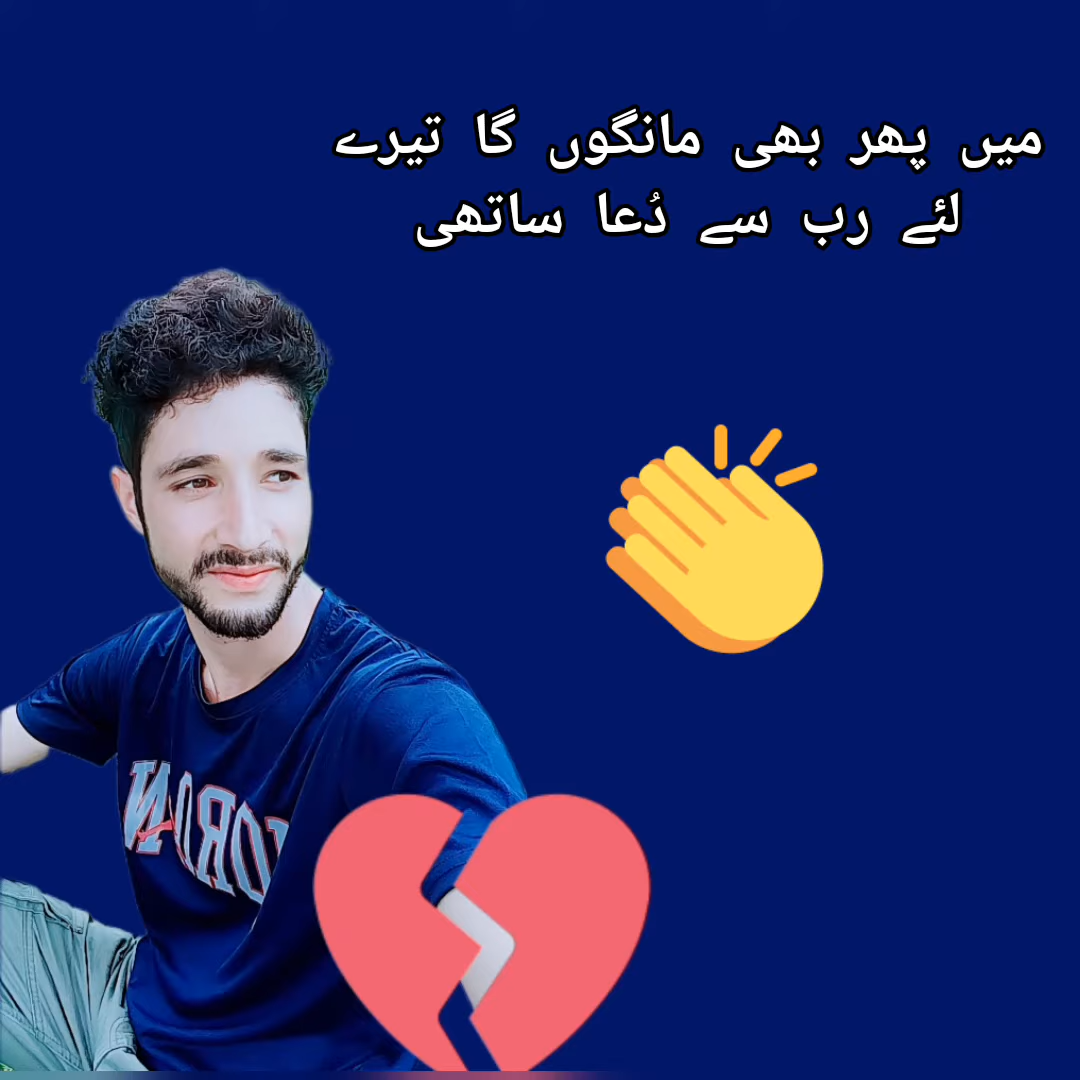 میں پھر بھی مانگوں گا تیرے
لئے رب سے دُعا ساتھی